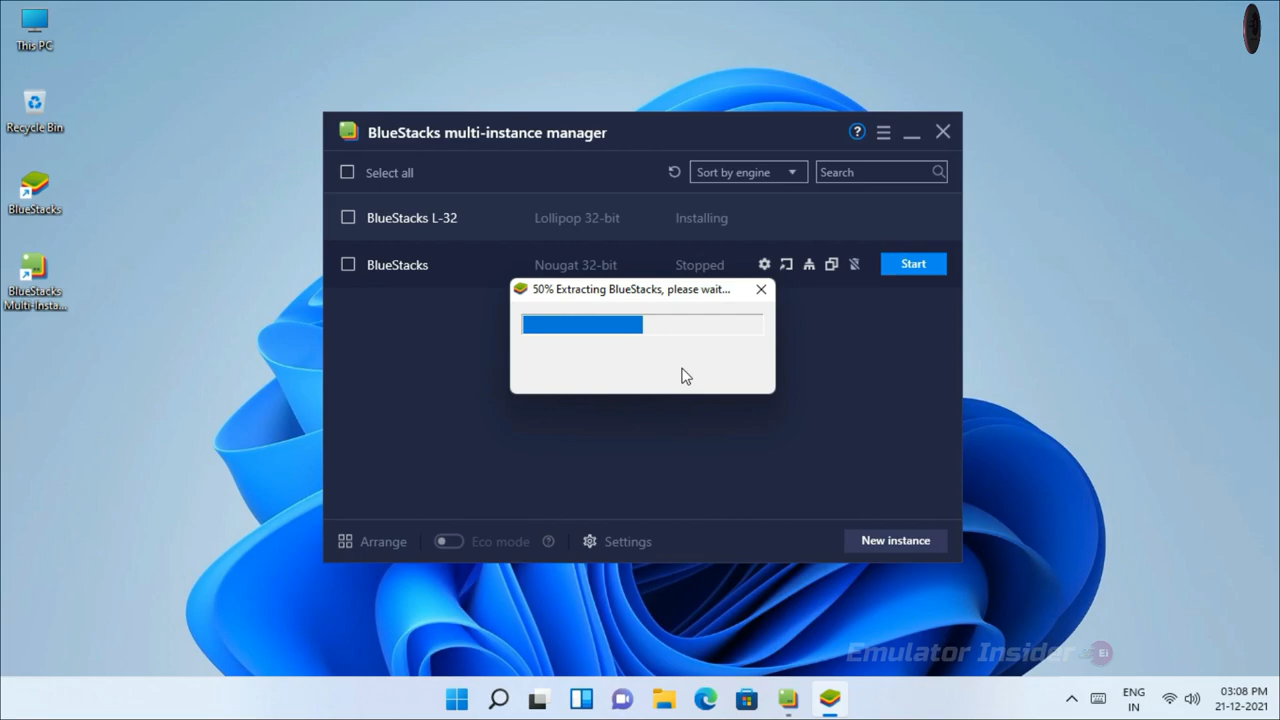 This PC
Recycle Bin
BlueStacks
BlueStacks
Multi-Insta...
BlueStacks multi-instance manager
?
Select all
Sort by engine
Search
BlueStacks L-32 Lollipop 32-bit Installing
BlueStacks Nougat 32-bit Stopped Start
50% Extracting BlueStacks, please wait...
Arrange Eco mode ? Settings New instance
Emulator Insider Ei
ENG
IN
03:08 PM
21-12-2021